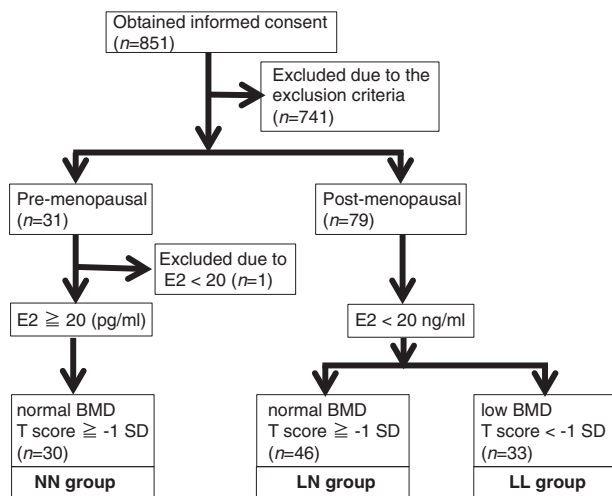 Obtained informed consent
(n=851)
Excluded due to the
exclusion criteria
(n=741)
Pre-menopausal
(n=31)
Post-menopausal
(n=79)
Excluded due to
E2 < 20 (n=1)
E2 ≧ 20 (pg/ml)
E2 < 20 ng/ml
normal BMD
T score ≧ -1 SD
(n=30)
NN group
normal BMD
T score ≧ -1 SD
(n=46)
LN group
low BMD
T score < -1 SD
(n=33)
LL group